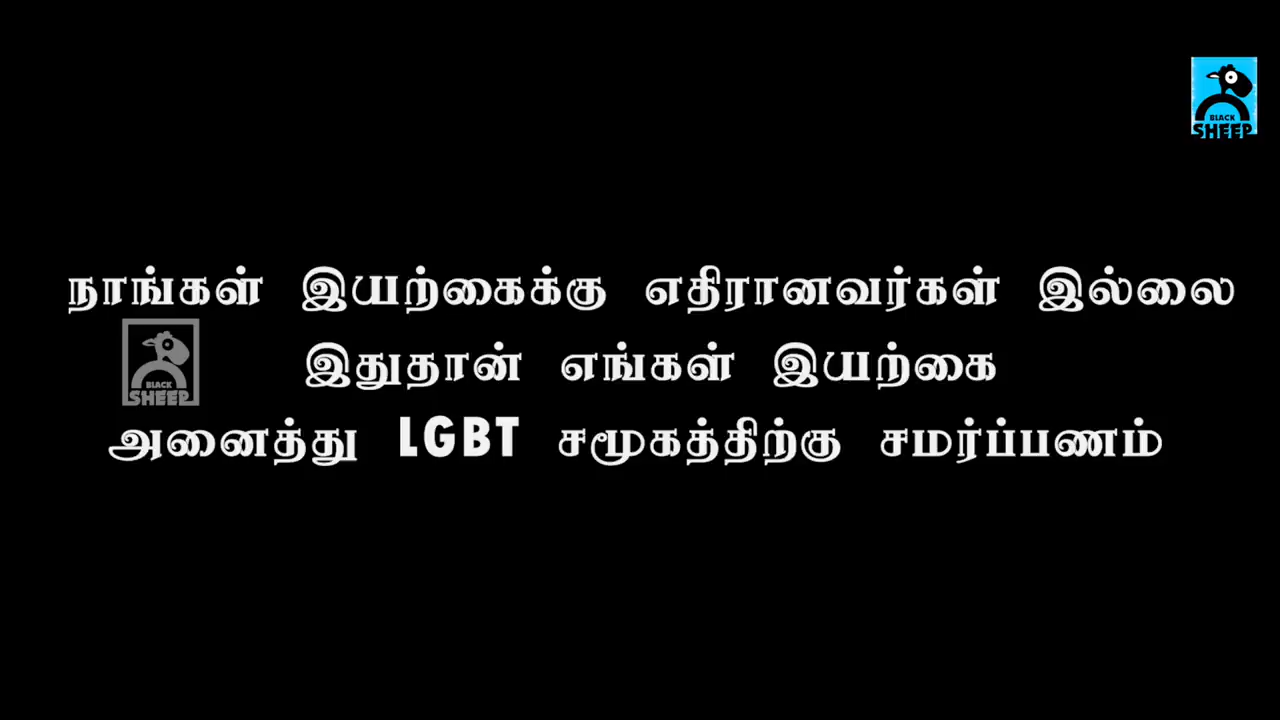 BLACK
SHEEP
நாங்கள் இயற்கைக்கு எதிரானவர்கள் இல்லை
BLACK
SHEEP
இதுதான் எங்கள் இயற்கை
அனைத்து LGBT சமூகத்திற்கு சமர்ப்பணம்